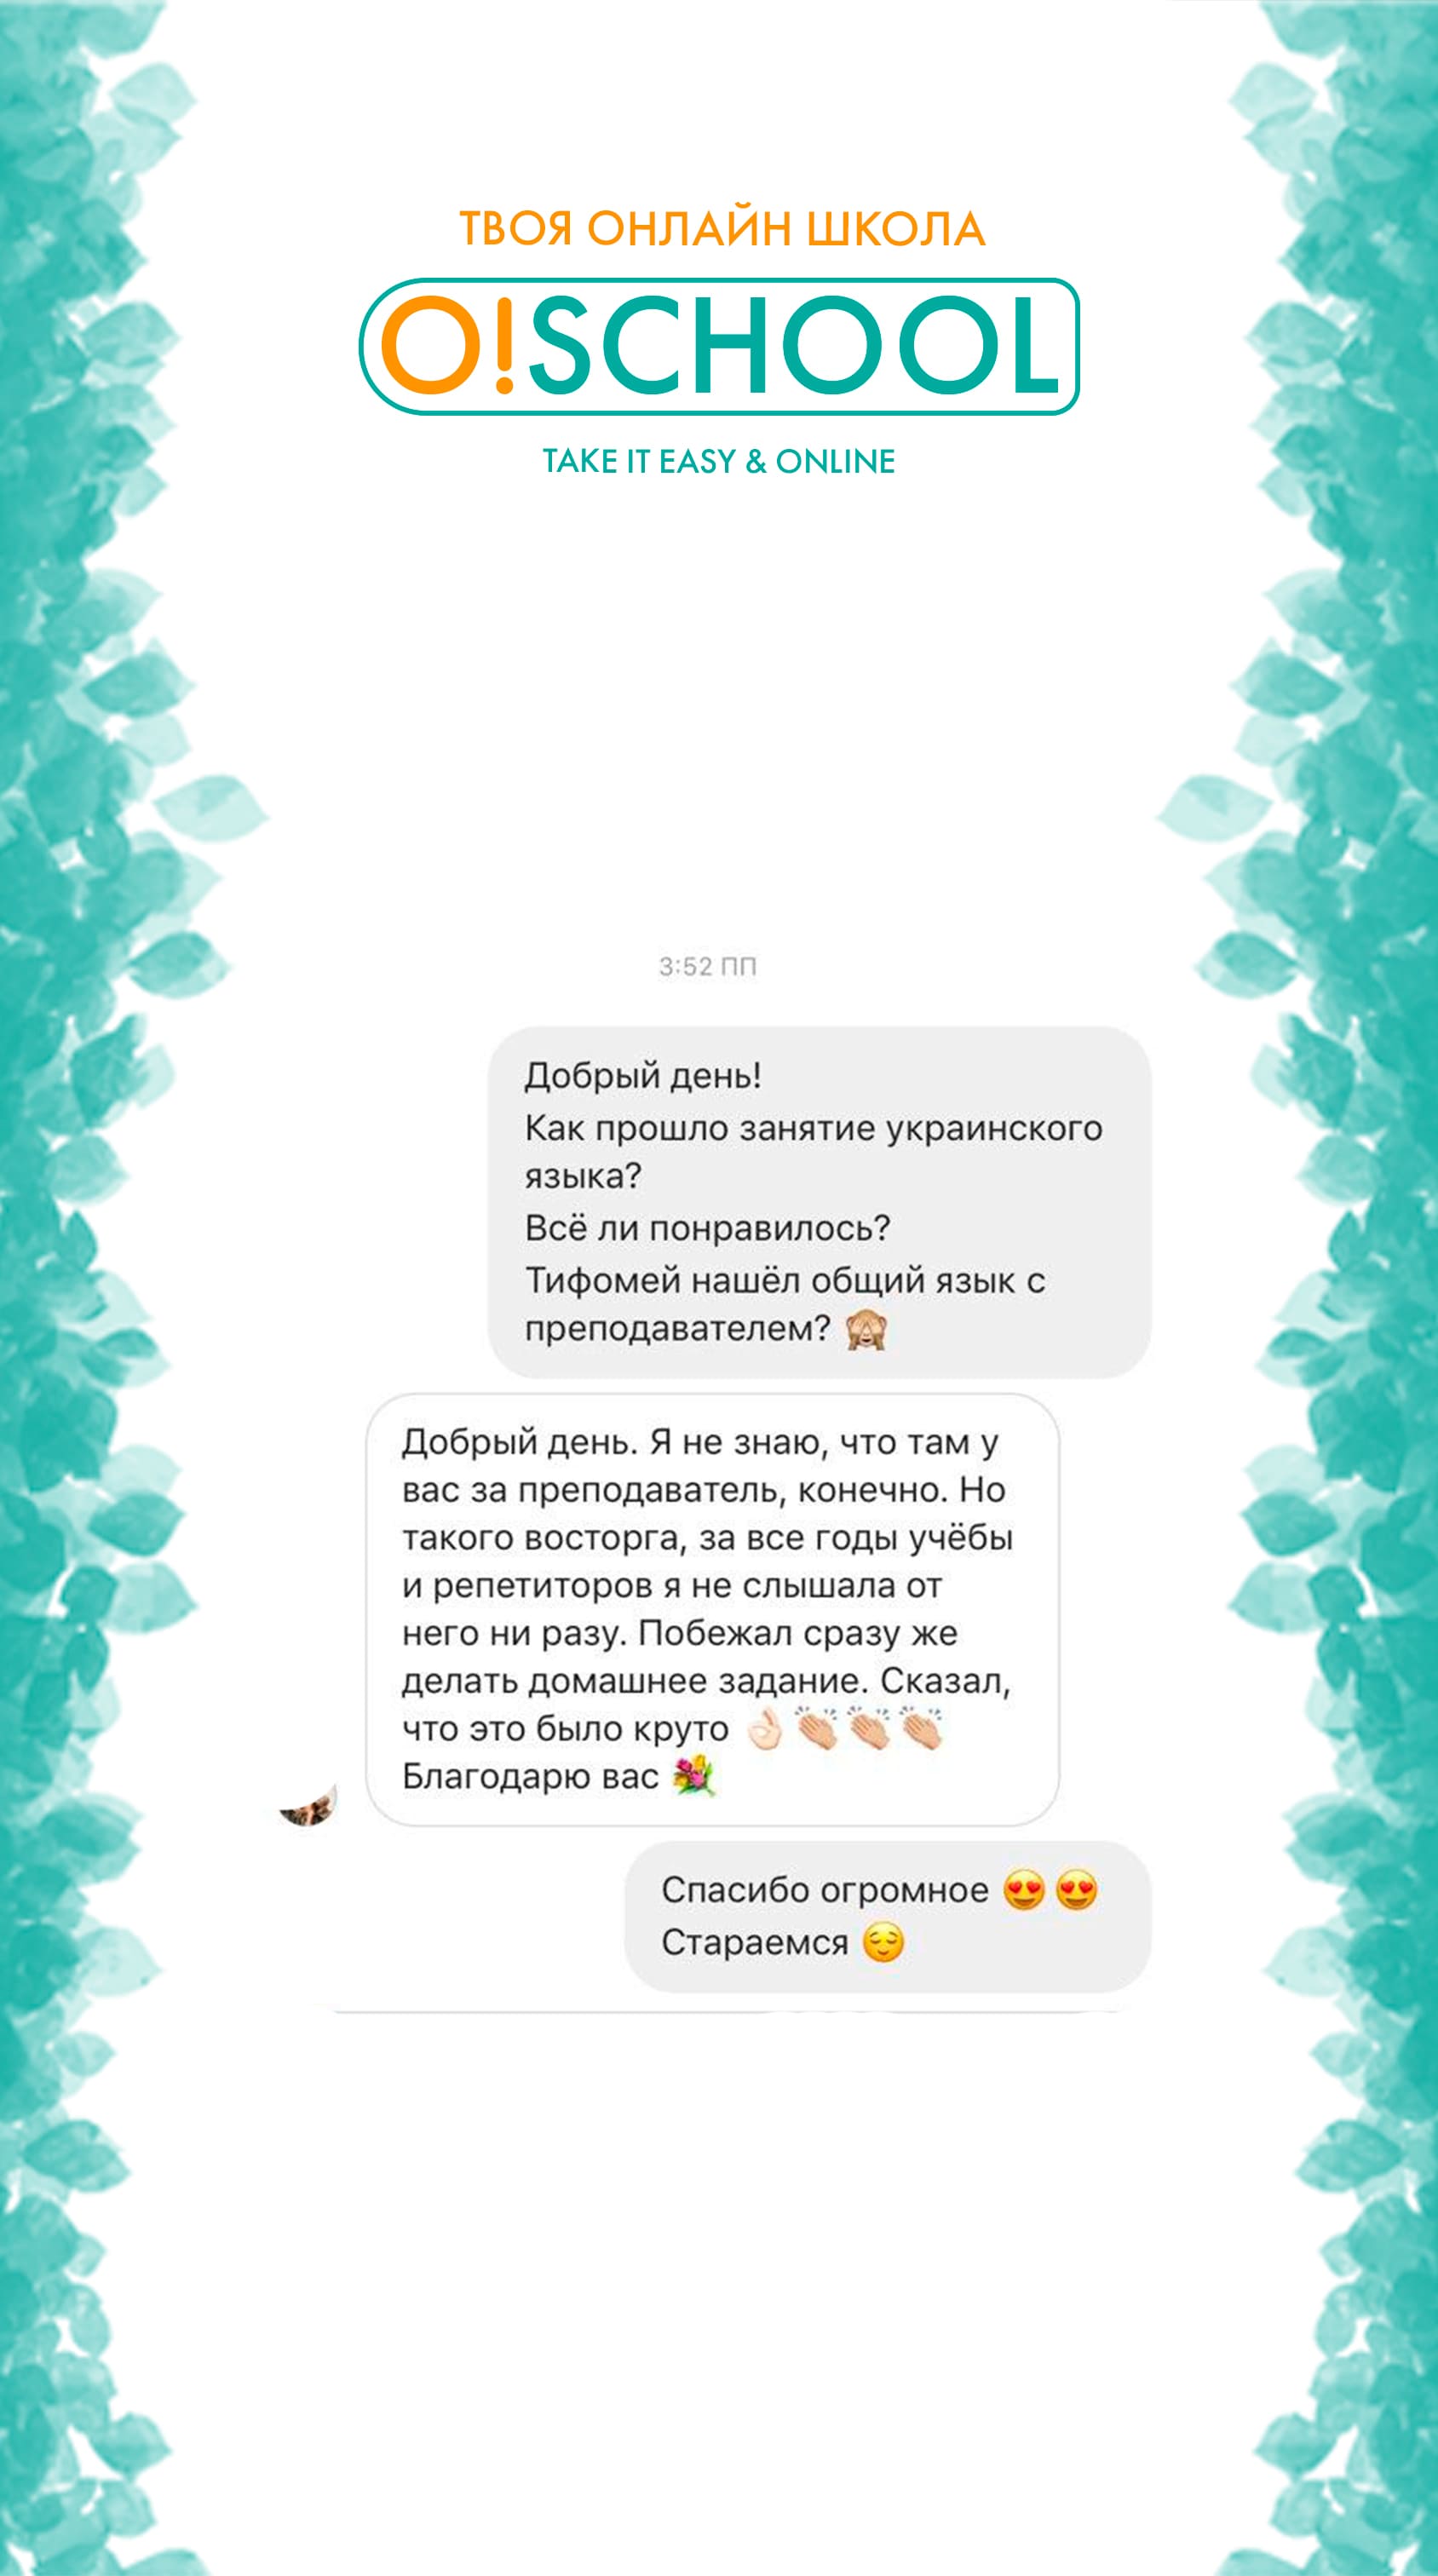 ТВОЯ ОНЛАЙН ШКОЛА
O!SCHOOL
TAKE IT EASY & ONLINE
3:52 ПП
Добрый день!
Как прошло занятие украинского
языка?
Всё ли понравилось?
Тифомей нашёл общий язык с
преподавателем? 🙈
Добрый день. Я не знаю, что там у
вас за преподаватель, конечно. Но
такого восторга, за все годы учёбы
и репетиторов я не слышала от
него ни разу. Побежал сразу же
делать домашнее задание. Сказал,
что это было круто 👌🏻👏🏼👏🏼👏🏼
Благодарю вас 💐
Спасибо огромное 😍😍
Стараемся 😌